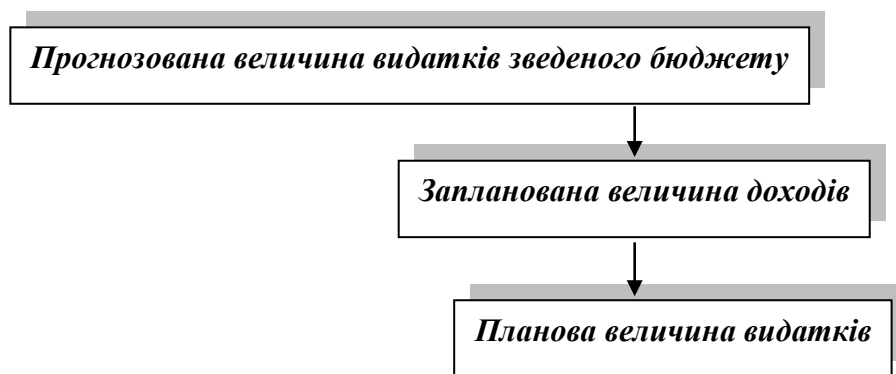 Прогнозована величина видатків зведеного бюджету
Запланована величина доходів
Планова величина видатків